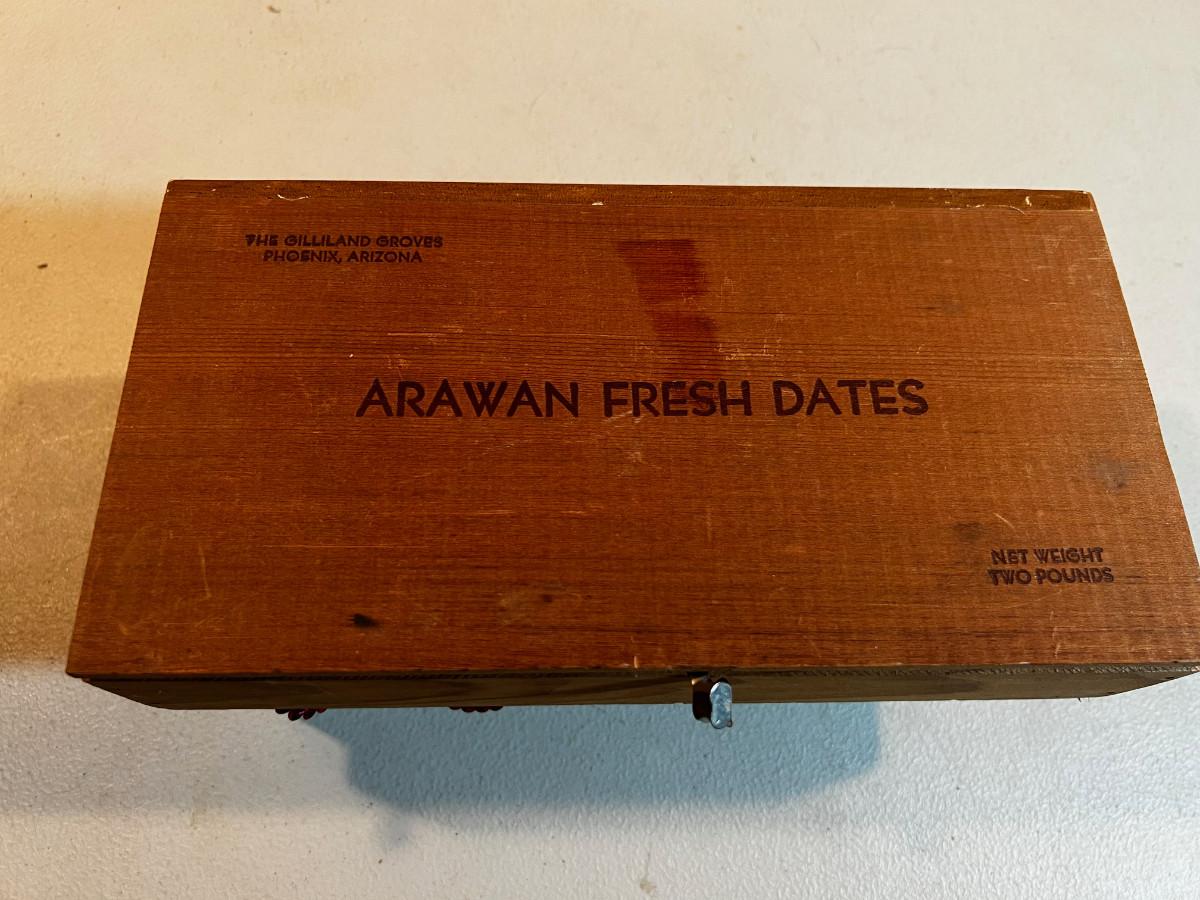 THE GILLILAND GROVES
PHOENIX, ARIZONA
ARAWAN FRESH DATES
NET WEIGHT
TWO POUNDS